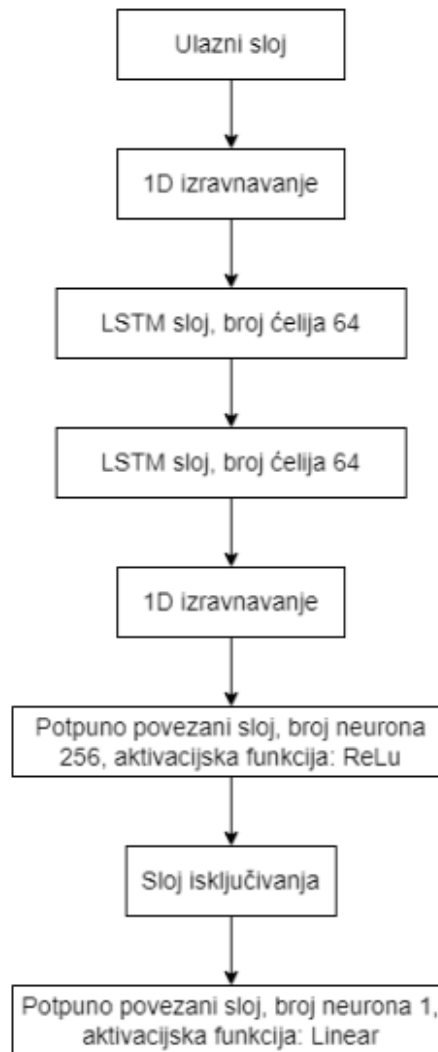 Ulazni sloj
1D izravnavanje
LSTM sloj, broj ćelija 64
LSTM sloj, broj ćelija 64
1D izravnavanje
Potpuno povezani sloj, broj neurona
256, aktivacijska funkcija: ReLu
Sloj isključivanja
Potpuno povezani sloj, broj neurona 1,
aktivacijska funkcija: Linear